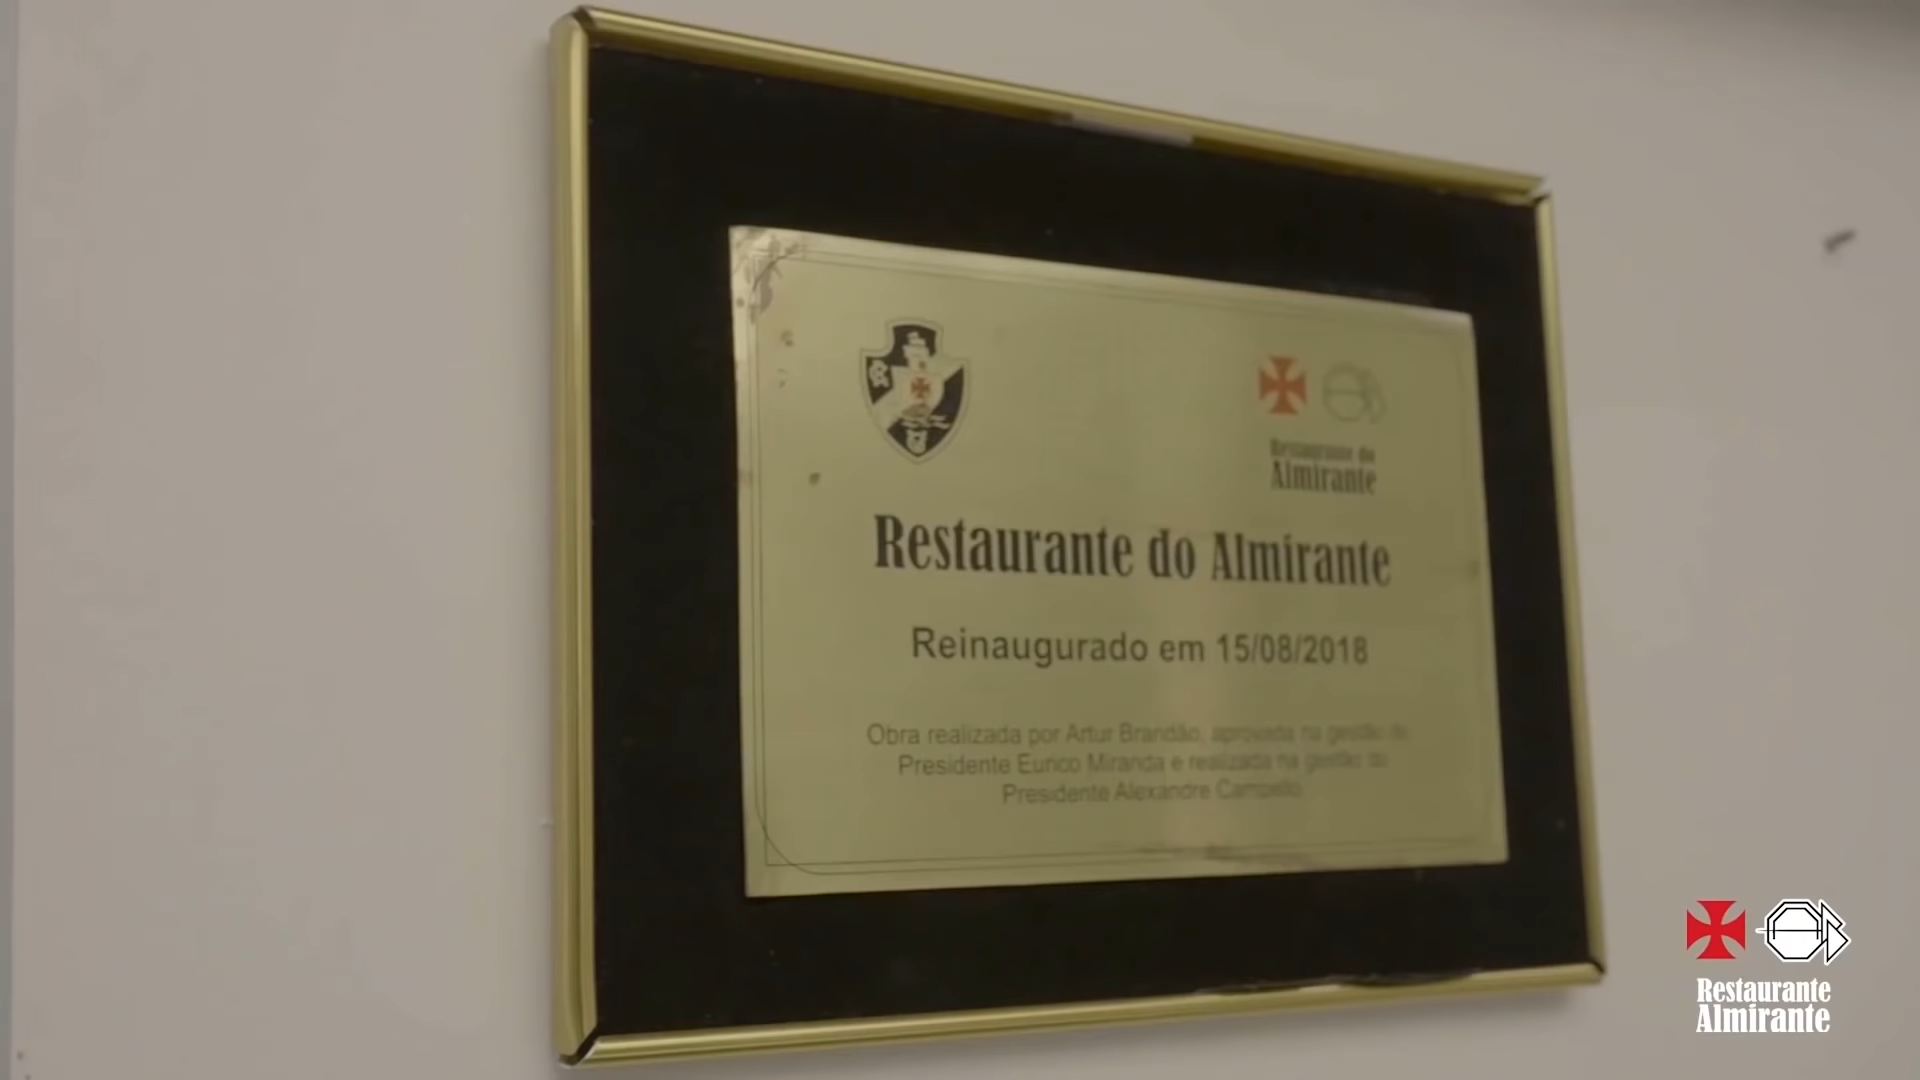 Restaurante do
Almirante
Restaurante do Almirante
Reinaugurado em 15/08/2018
Obra realizada por Artur Brandão, aprovada na gestão do
Presidente Eurico Miranda e realizada na gestão do
Presidente Alexandre Campello
Restaurante
Almirante